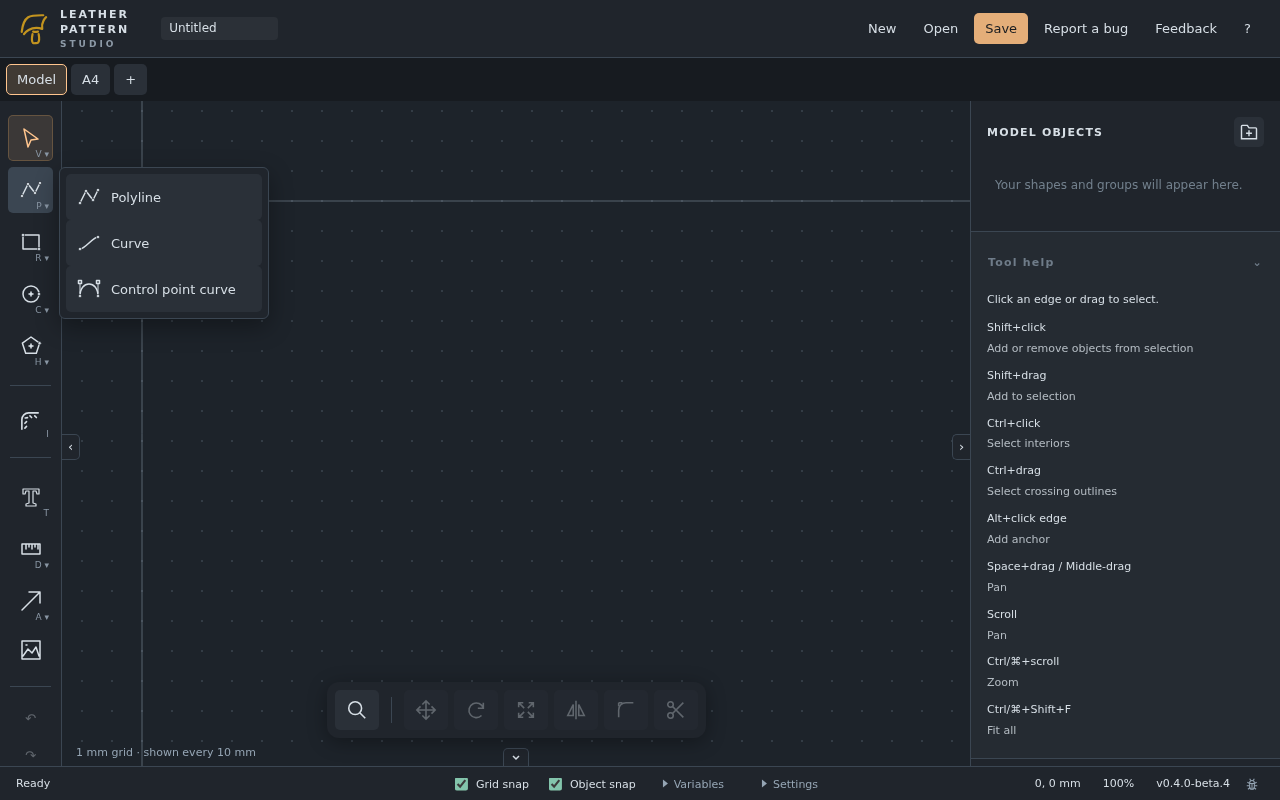 LEATHER
PATTERN
STUDIO
Untitled
New
Open
Save
Report a bug
Feedback
?
Model
A4
+
V ▾
P ▾
R ▾
C ▾
H ▾
I
T
D ▾
A ▾
Polyline
Curve
Control point curve
1 mm grid · shown every 10 mm
MODEL OBJECTS
Your shapes and groups will appear here.
Tool help
Click an edge or drag to select.
Shift+click
Add or remove objects from selection
Shift+drag
Add to selection
Ctrl+click
Select interiors
Ctrl+drag
Select crossing outlines
Alt+click edge
Add anchor
Space+drag / Middle-drag
Pan
Scroll
Pan
Ctrl/⌘+scroll
Zoom
Ctrl/⌘+Shift+F
Fit all
Ready
Grid snap
Object snap
Variables
Settings
0, 0 mm
100%
v0.4.0-beta.4